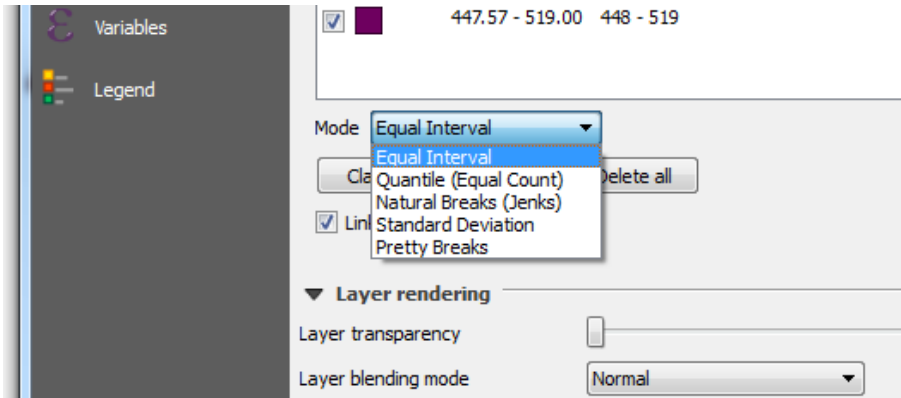 447.57 - 519.00 448 - 519
Variables
Legend
Mode Equal Interval
Equal Interval
Quantile (Equal Count)
Natural Breaks (Jenks)
Standard Deviation
Pretty Breaks
Cla
Delete all
Lin
Layer rendering
Layer transparency
Layer blending mode Normal